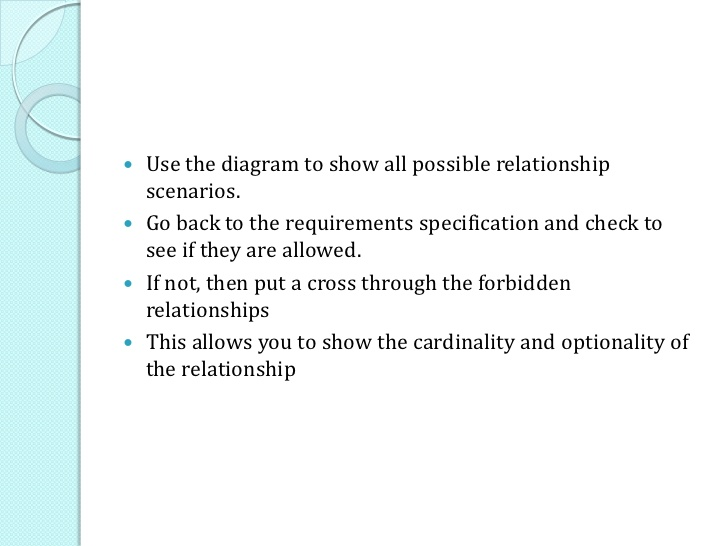 • Use the diagram to show all possible relationship
scenarios.
• Go back to the requirements specification and check to
see if they are allowed.
• If not, then put a cross through the forbidden
relationships
• This allows you to show the cardinality and optionality of
the relationship